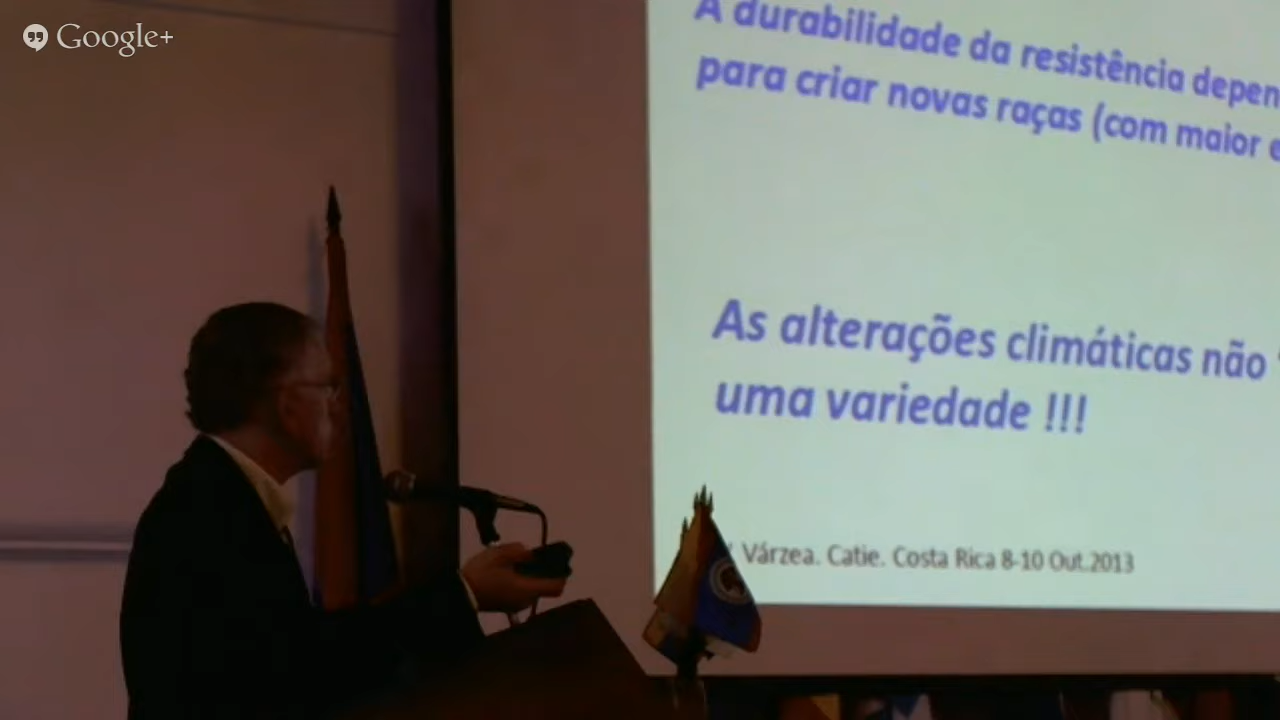 Google+
A durabilidade da resistência
para criar novas raças (com maior
As alterações climáticas não
uma variedade !!!
Várzea. Catie. Costa Rica 8-10 Out.2013